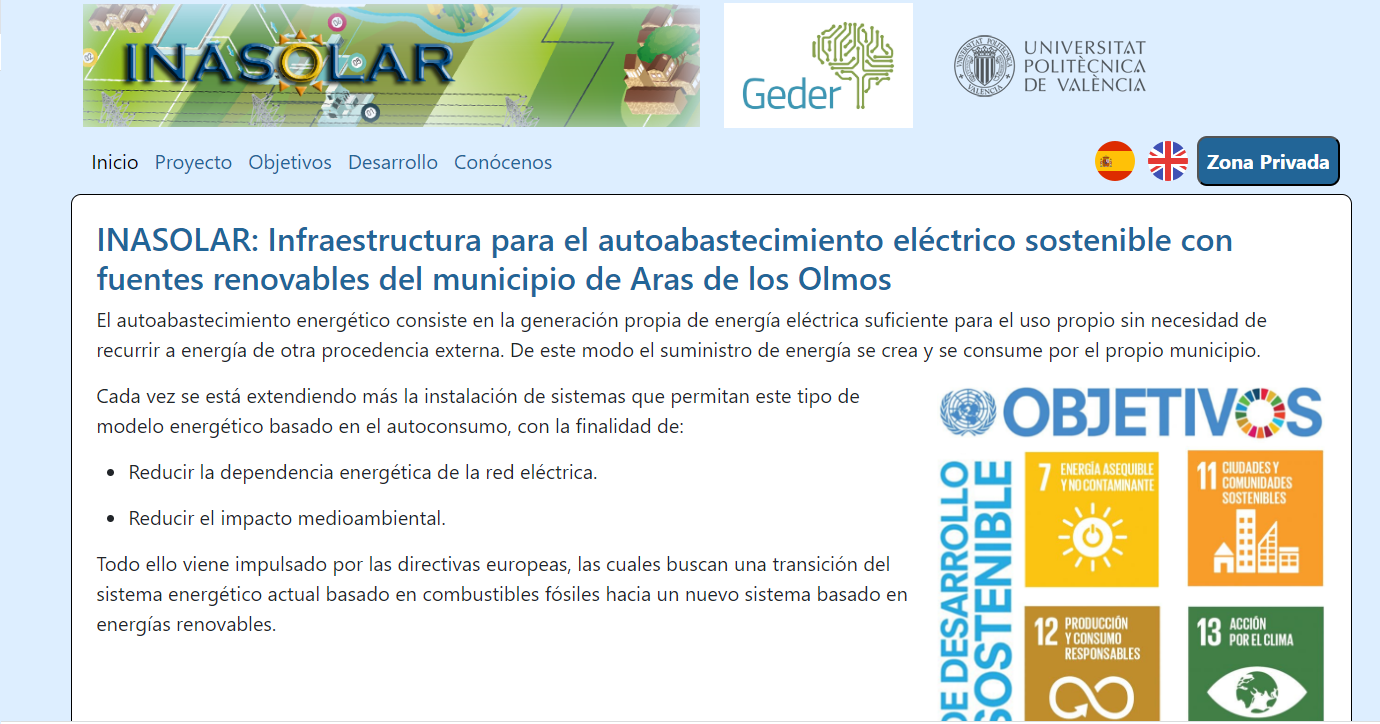 INASOLAR
Geder
UNIVERSITAT
POLITÈCNICA
DE VALÈNCIA
Inicio Proyecto Objetivos Desarrollo Conócenos
Zona Privada
INASOLAR: Infraestructura para el autoabastecimiento eléctrico sostenible con
fuentes renovables del municipio de Aras de los Olmos
El autoabastecimiento energético consiste en la generación propia de energía eléctrica suficiente para el uso propio sin necesidad de
recurrir a energía de otra procedencia externa. De este modo el suministro de energía se crea y se consume por el propio municipio.
Cada vez se está extendiendo más la instalación de sistemas que permitan este tipo de
modelo energético basado en el autoconsumo, con la finalidad de:
• Reducir la dependencia energética de la red eléctrica.
• Reducir el impacto medioambiental.
Todo ello viene impulsado por las directivas europeas, las cuales buscan una transición del
sistema energético actual basado en combustibles fósiles hacia un nuevo sistema basado en
energías renovables.
OBJETIVOS
DE DESARROLLO
SOSTENIBLE
7 ENERGÍA ASEQUIBLE
Y NO CONTAMINANTE
11 CIUDADES Y
COMUNIDADES
SOSTENIBLES
12 PRODUCCIÓN
Y CONSUMO
RESPONSABLES
13 ACCIÓN
POR EL CLIMA